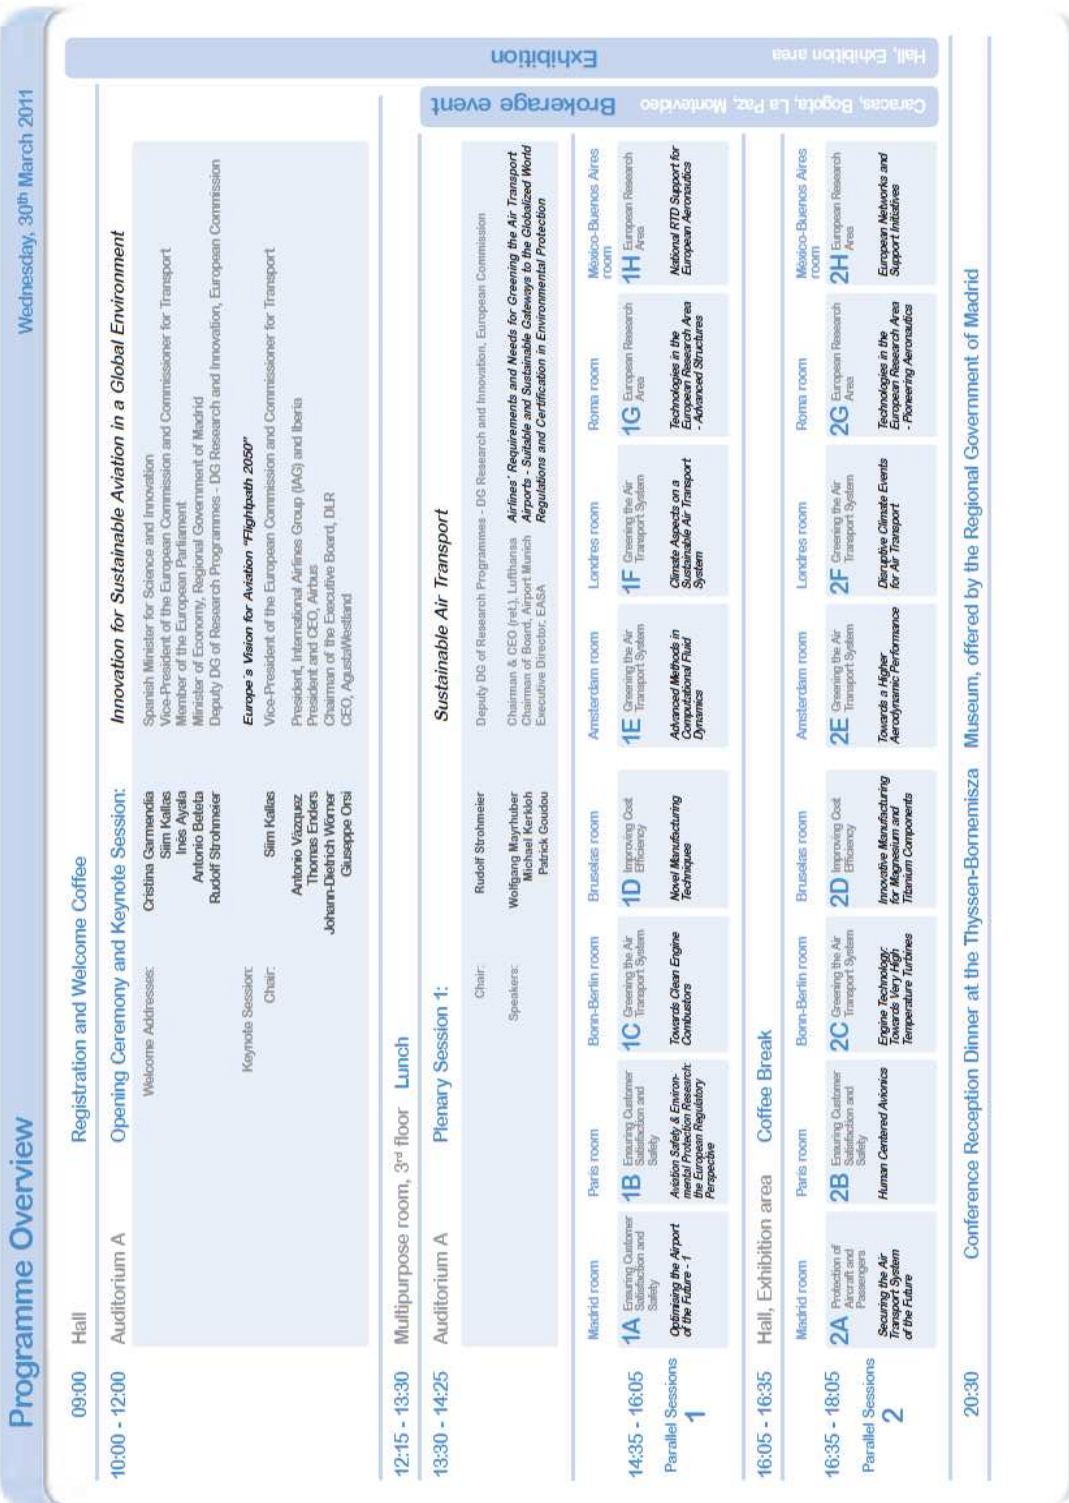 Programme Overview
Wednesday, 30th March 2011
09:00
Hall
Registration and Welcome Coffee
10:00 - 12:00
Auditorium A
Opening Ceremony and Keynote Session:
Innovation for Sustainable Aviation in a Global Environment
Welcome Addresses:
Cristina Garmendia
Spanish Minister for Science and Innovation
Siim Kallas
Vice-President of the European Commission and Commissioner for Transport
Inés Ayala
Member of the European Parliament
Antonio Beteta
Minister of Economy, Regional Government of Madrid
Rudolf Strohmeier
Deputy DG of Research Programmes - DG Research and Innovation, European Commission
Keynote Session:
Europe´s Vision for Aviation "Flightpath 2050"
Chair:
Siim Kallas
Vice-President of the European Commission and Commissioner for Transport
Antonio Vázquez
President, International Airlines Group (IAG) and Iberia
Thomas Enders
President and CEO, Airbus
Johann-Dietrich Wörner
Chairman of the Executive Board, DLR
Giuseppe Orsi
CEO, AgustaWestland
12:15 - 13:30
Multipurpose room, 3rd floor
Lunch
13:30 - 14:25
Auditorium A
Plenary Session 1:
Sustainable Air Transport
Chair:
Rudolf Strohmeier
Deputy DG of Research Programmes - DG Research and Innovation, European Commission
Speakers:
Wolfgang Mayrhuber
Chairman & CEO (ret.), Lufthansa
Airlines' Requirements and Needs for Greening the Air Transport
Michael Kerkloh
Chairman of Board, Airport Munich
Airports - Suitable and Sustainable Gateways to the Globalized World
Patrick Goudou
Executive Director, EASA
Regulations and Certification in Environmental Protection
14:35 - 16:05
Parallel Sessions
1
Madrid room
1A Ensuring Customer
Satisfaction and
Safety
Optimising the Airport
of the Future - 1
Paris room
1B Ensuring Customer
Satisfaction and
Safety
Aviation Safety & Environ-
mental Protection Research:
the European Regulatory
Perspective
Bonn-Berlin room
1C Greening the Air
Transport System
Towards Clean Engine
Combustors
Bruselas room
1D Improving Cost
Efficiency
Novel Manufacturing
Techniques
Amsterdam room
1E Greening the Air
Transport System
Advanced Methods in
Computational Fluid
Dynamics
Londres room
1F Greening the Air
Transport System
Climate Aspects on a
Sustainable Air Transport
System
Roma room
1G European Research
Area
Technologies in the
European Research Area
- Advanced Structures
México-Buenos Aires
room
1H European Research
Area
National RTD Support for
European Aeronautics
16:05 - 16:35
Hall, Exhibition area
Coffee Break
16:35 - 18:05
Parallel Sessions
2
Madrid room
2A Protection of
Aircraft and
Passengers
Securing the Air
Transport System
of the Future
Paris room
2B Ensuring Customer
Satisfaction and
Safety
Human Centered Avionics
Bonn-Berlin room
2C Greening the Air
Transport System
Engine Technology:
Towards Very High
Temperature Turbines
Bruselas room
2D Improving Cost
Efficiency
Innovative Manufacturing
for Magnesium and
Titanium Components
Amsterdam room
2E Greening the Air
Transport System
Towards a Higher
Aerodynamic Performance
Londres room
2F Greening the Air
Transport System
Disruptive Climate Events
for Air Transport
Roma room
2G European Research
Area
Technologies in the
European Research Area
- Pioneering Aeronautics
México-Buenos Aires
room
2H European Research
Area
European Networks and
Support Initiatives
20:30
Conference Reception Dinner at the Thyssen-Bornemisza Museum, offered by the Regional Government of Madrid
Brokerage event
Caracas, Bogota, La Paz, Montevideo
Exhibition
Hall, Exhibition area